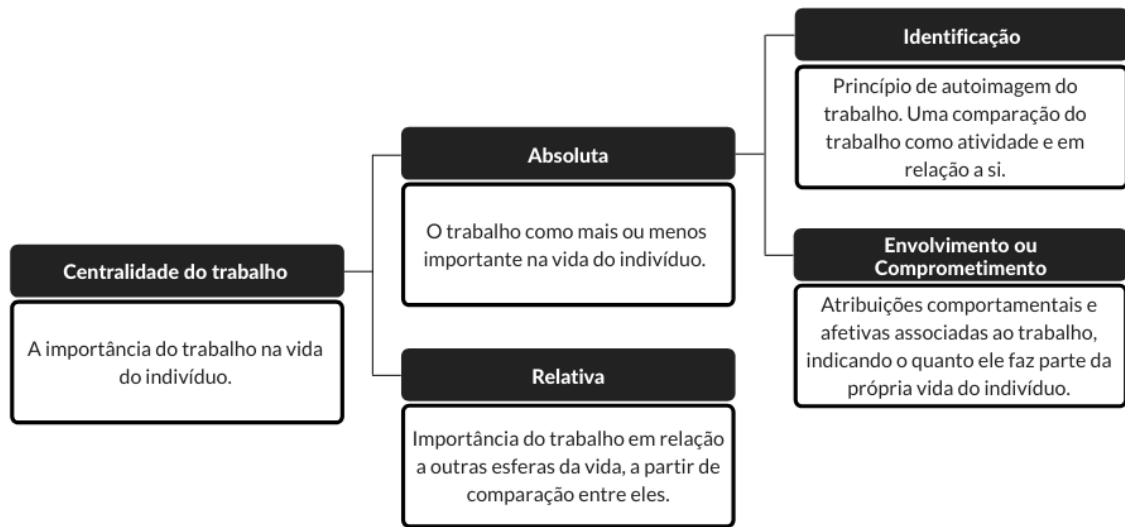 Centralidade do trabalho
A importância do trabalho na vida
do indivíduo.
Absoluta
O trabalho como mais ou menos
importante na vida do indivíduo.
Relativa
Importância do trabalho em relação
a outras esferas da vida, a partir de
comparação entre eles.
Identificação
Princípio de autoimagem do
trabalho. Uma comparação do
trabalho como atividade e em
relação a si.
Envolvimento ou
Comprometimento
Atribuições comportamentais e
afetivas associadas ao trabalho,
indicando o quanto ele faz parte da
própria vida do indivíduo.